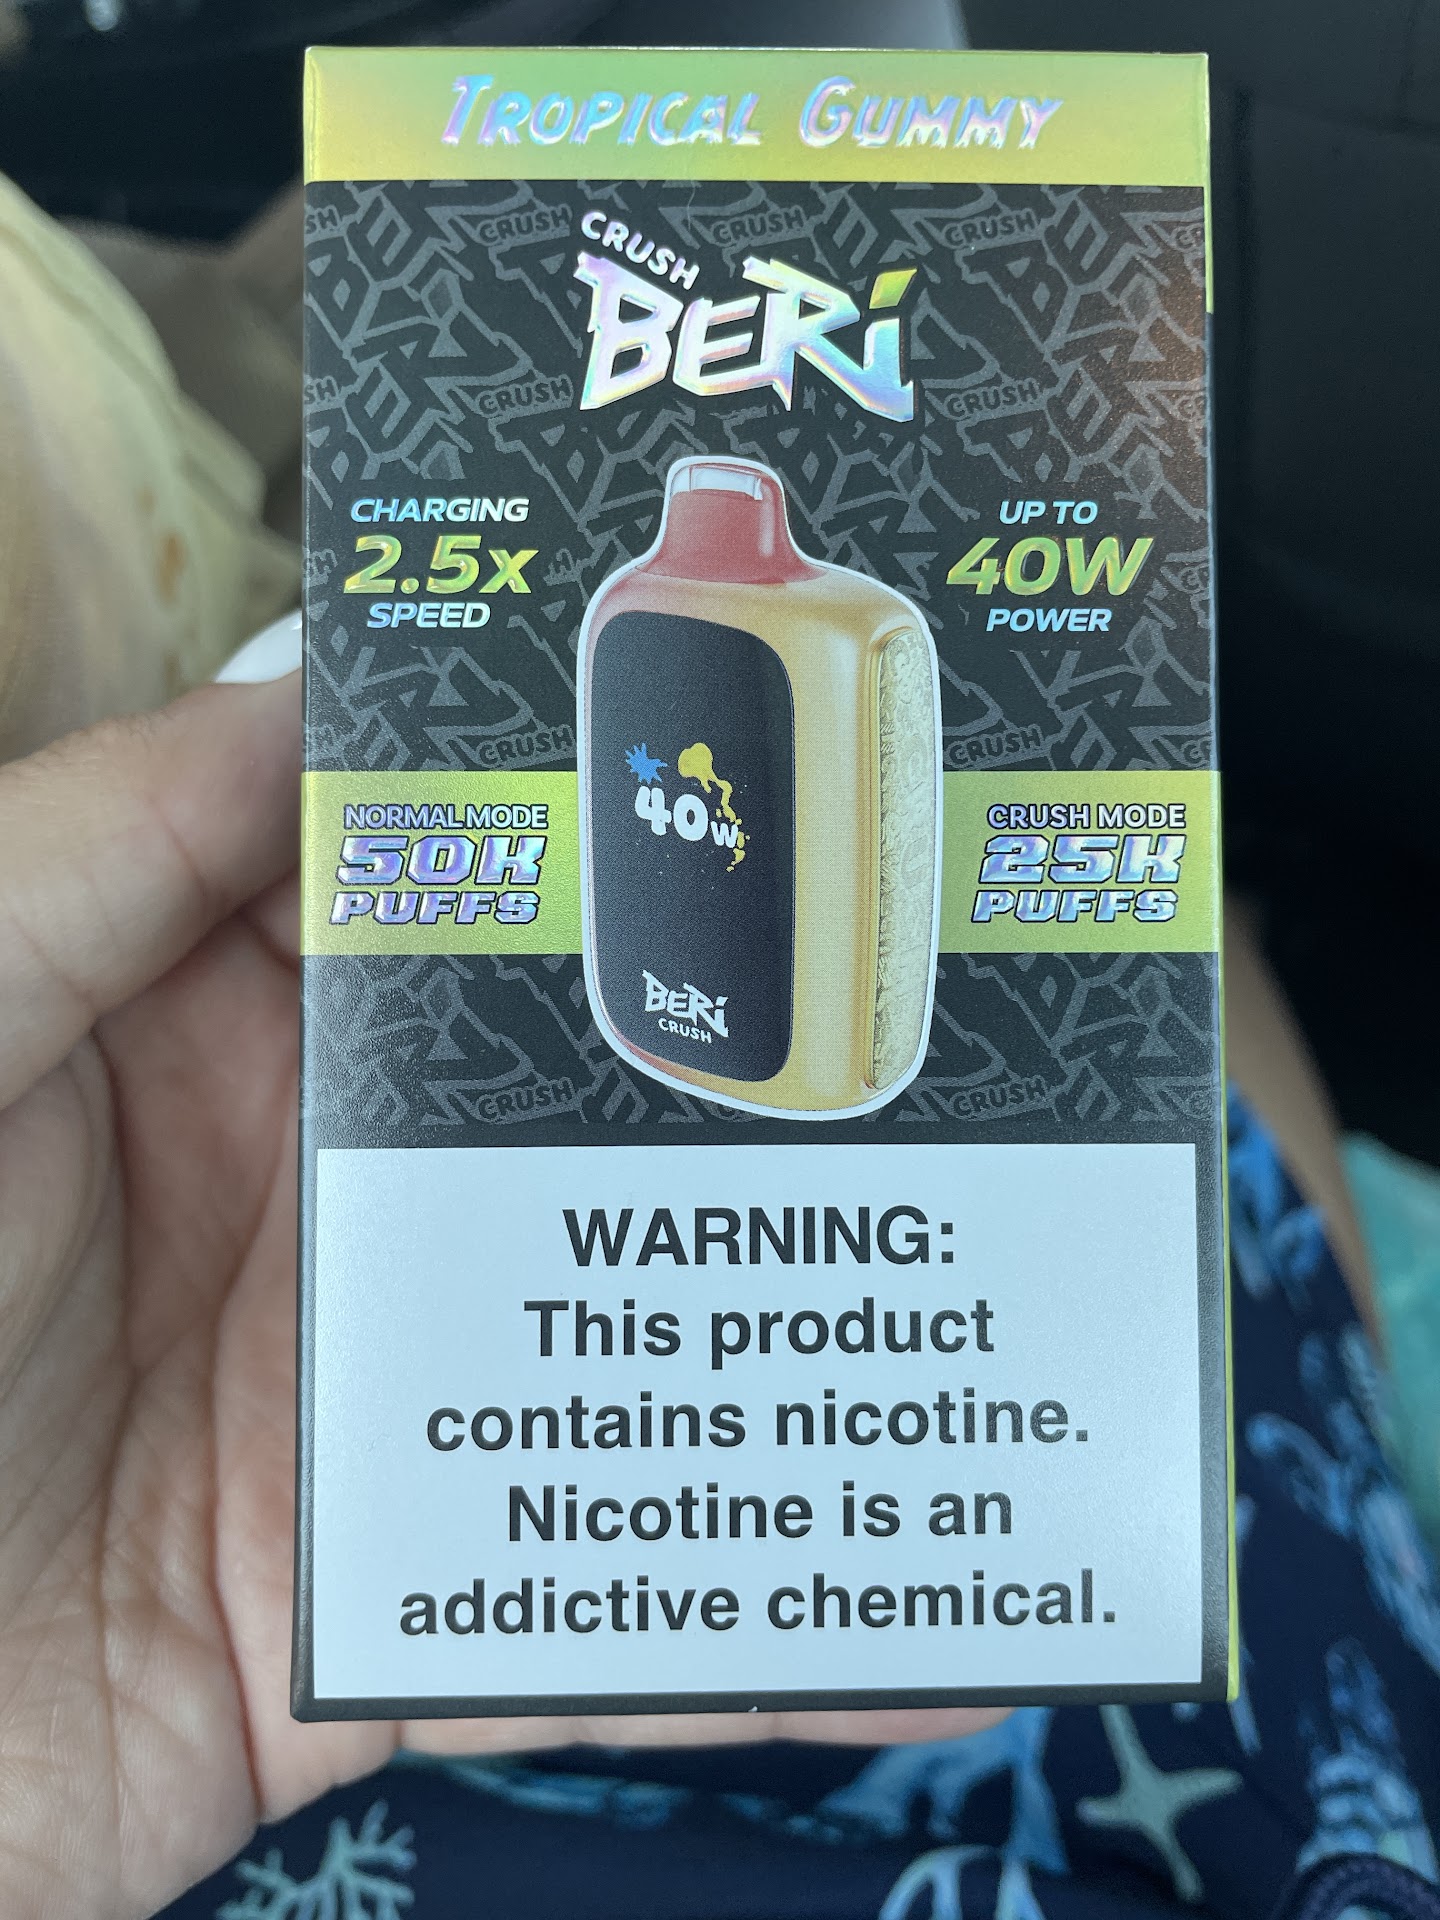 TROPICAL GUMMY
CRUSH
BERi
CHARGING
2.5x
SPEED
UP TO
40W
POWER
40w
NORMAL MODE
50K
PUFFS
CRUSH MODE
25K
PUFFS
BERi
CRUSH
WARNING:
This product
contains nicotine.
Nicotine is an
addictive chemical.